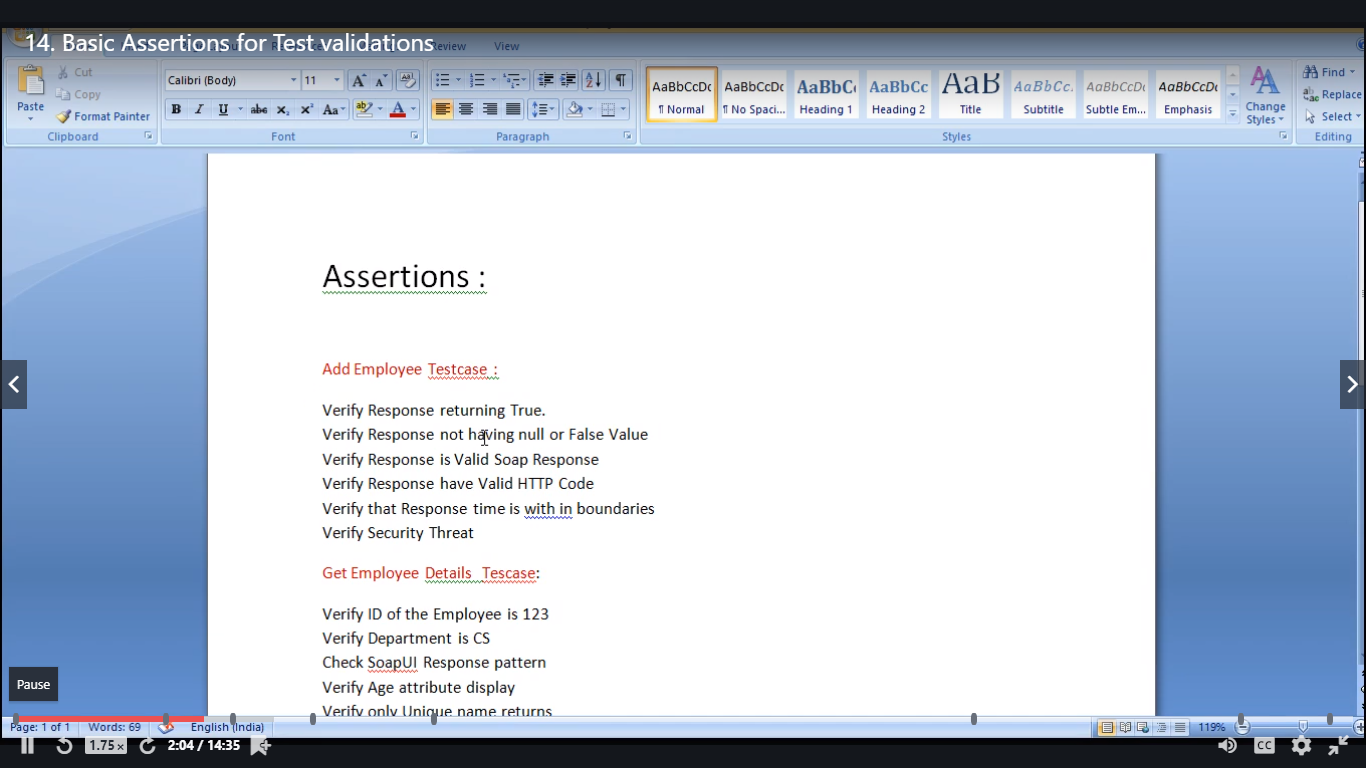 14. Basic Assertions for Test validations
View
Cut
Copy
Paste
Format Painter
Clipboard
Calibri (Body)
11
B I U abe X₂ X² Aa
Font
Paragraph
AaBbCcDc AaBbCcDc AaBbC AaBbCc AaB AaBbCc. AaBbCcDc AaBbCcDc
¶ Normal ¶ No Spaci... Heading 1 Heading 2 Title Subtitle Subtle Em... Emphasis
Change Styles
Styles
Find
Replace
Select
Editing
Assertions :
Add Employee Testcase :
Verify Response returning True.
Verify Response not having null or False Value
Verify Response is Valid Soap Response
Verify Response have Valid HTTP Code
Verify that Response time is with in boundaries
Verify Security Threat
Get Employee Details Tescase:
Verify ID of the Employee is 123
Verify Department is CS
Check SoapUI Response pattern
Verify Age attribute display
Verify only Unique name returns
Pause
Page: 1 of 1 Words: 69 English (India) 119%
1.75 x 2:04 / 14:35 CC